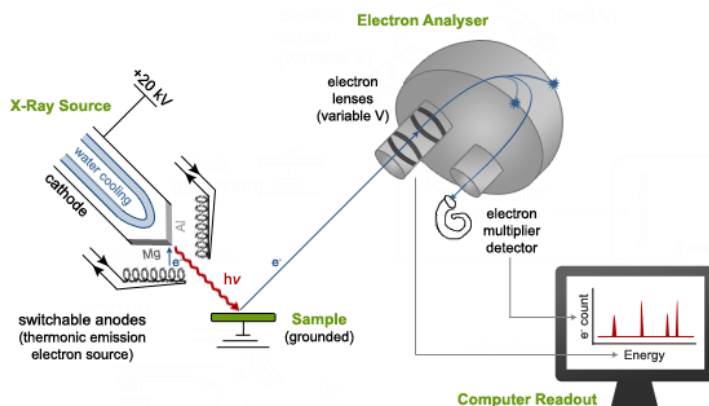 Electron Analyser
+20 kV
X-Ray Source
electron
lenses
(variable V)
water cooling
cathode
Al
Mg
e-
hν
e-
electron
multiplier
detector
switchable anodes
(thermonic emission
electron source)
Sample
(grounded)
e- count
Energy
Computer Readout